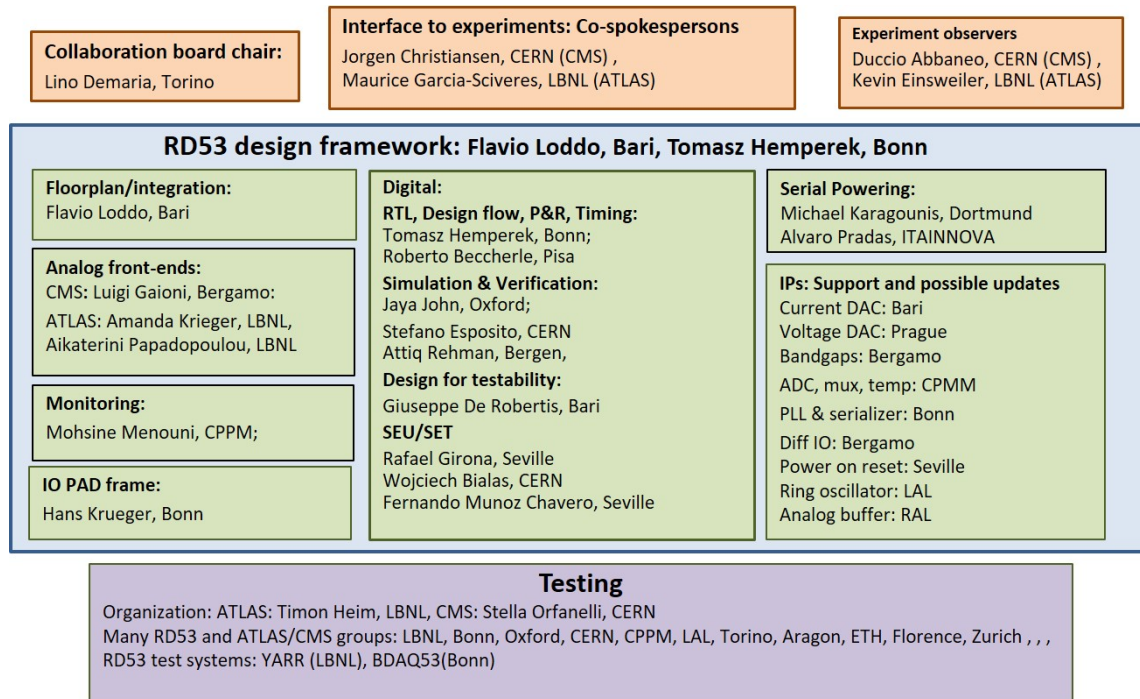 Collaboration board chair:
Lino Demaria, Torino
Interface to experiments: Co-spokespersons
Jorgen Christiansen, CERN (CMS) ,
Maurice Garcia-Sciveres, LBNL (ATLAS)
Experiment observers
Duccio Abbaneo, CERN (CMS) ,
Kevin Einsweiler, LBNL (ATLAS)
RD53 design framework: Flavio Loddo, Bari, Tomasz Hemperek, Bonn
Floorplan/integration:
Flavio Loddo, Bari
Analog front-ends:
CMS: Luigi Gaioni, Bergamo:
ATLAS: Amanda Krieger, LBNL,
Aikaterini Papadopoulou, LBNL
Monitoring:
Mohsine Menouni, CPPM;
IO PAD frame:
Hans Krueger, Bonn
Digital:
RTL, Design flow, P&R, Timing:
Tomasz Hemperek, Bonn;
Roberto Beccherle, Pisa
Simulation & Verification:
Jaya John, Oxford;
Stefano Esposito, CERN
Attiq Rehman, Bergen,
Design for testability:
Giuseppe De Robertis, Bari
SEU/SET
Rafael Girona, Seville
Wojciech Bialas, CERN
Fernando Munoz Chavero, Seville
Serial Powering:
Michael Karagounis, Dortmund
Alvaro Pradas, ITAINNOVA
IPs: Support and possible updates
Current DAC: Bari
Voltage DAC: Prague
Bandgaps: Bergamo
ADC, mux, temp: CPMM
PLL & serializer: Bonn
Diff IO: Bergamo
Power on reset: Seville
Ring oscillator: LAL
Analog buffer: RAL
Testing
Organization: ATLAS: Timon Heim, LBNL, CMS: Stella Orfanelli, CERN
Many RD53 and ATLAS/CMS groups: LBNL, Bonn, Oxford, CERN, CPPM, LAL, Torino, Aragon, ETH, Florence, Zurich , , ,
RD53 test systems: YARR (LBNL), BDAQ53(Bonn)